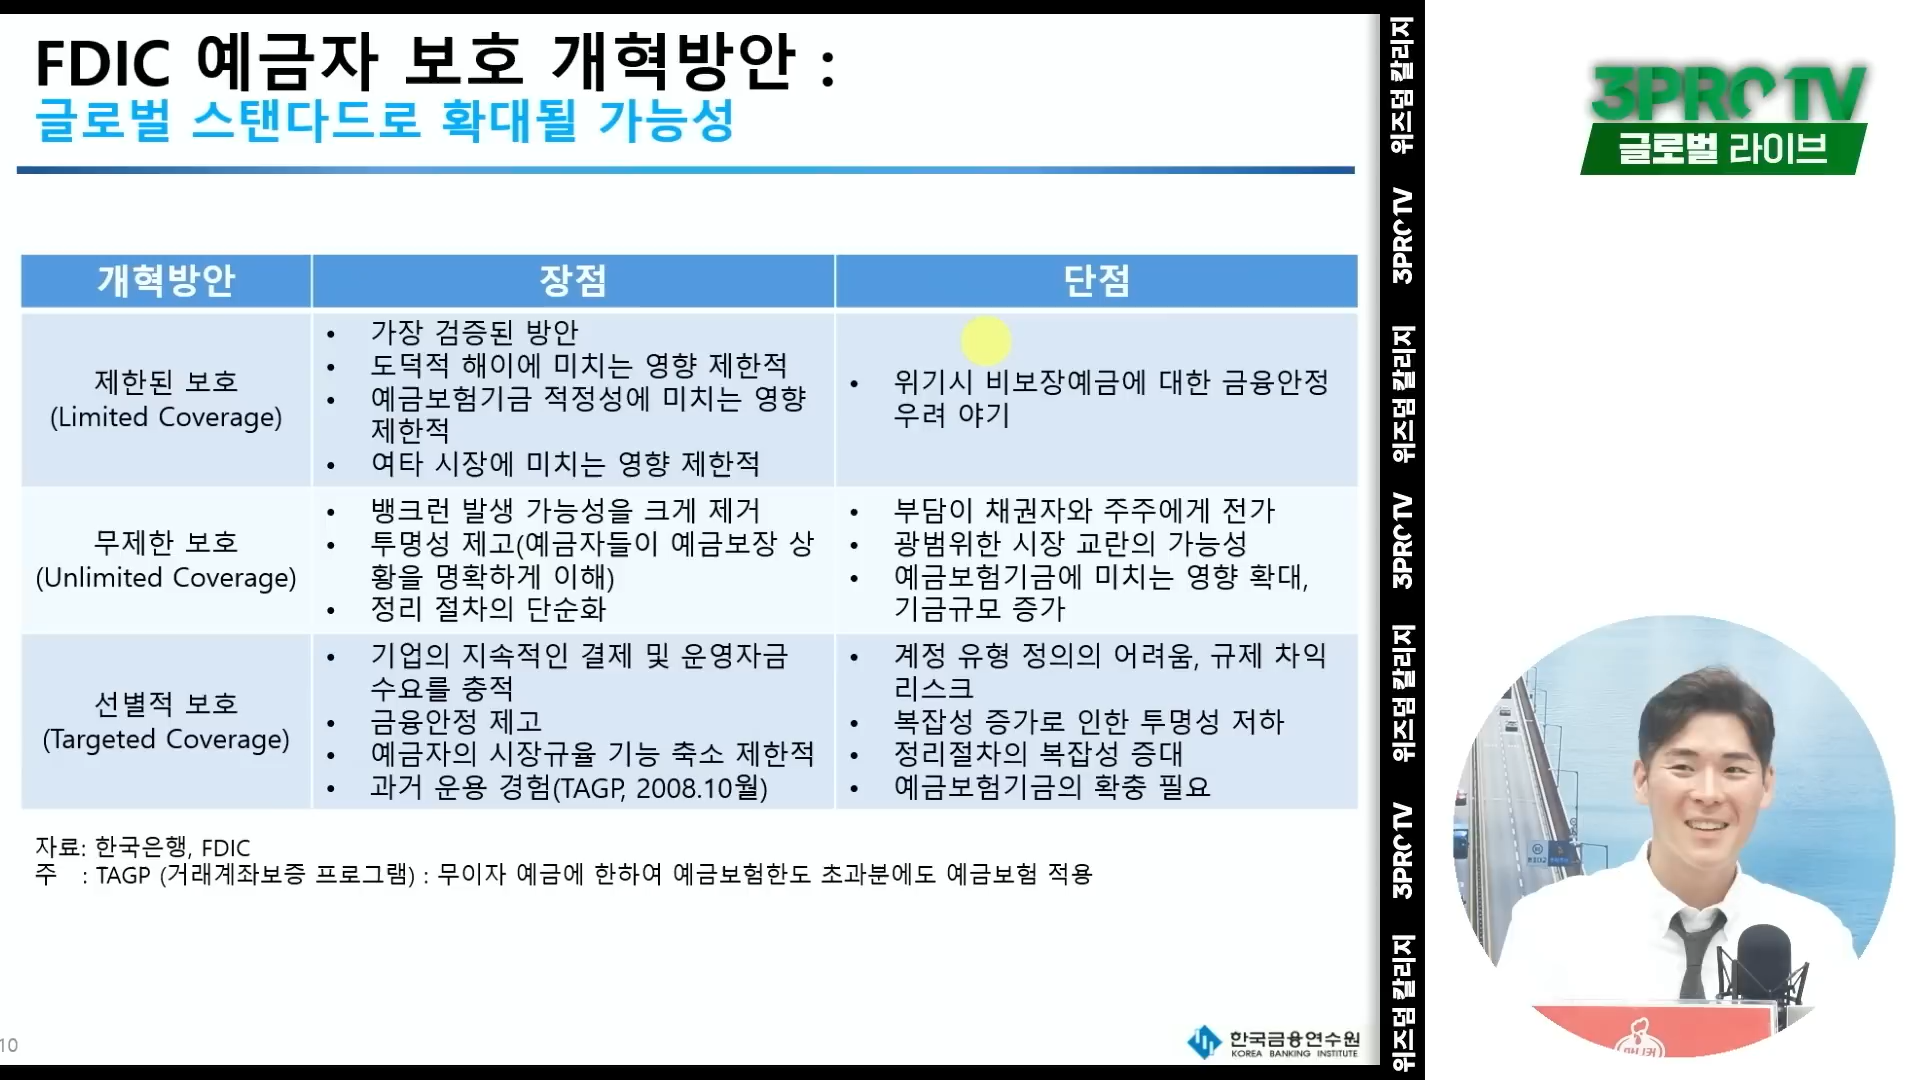 FDIC 예금자 보호 개혁방안 :
글로벌 스탠다드로 확대될 가능성
개혁방안
장점
단점
제한된 보호
(Limited Coverage)
• 가장 검증된 방안
• 도덕적 해이에 미치는 영향 제한적
• 예금보험기금 적정성에 미치는 영향
제한적
• 여타 시장에 미치는 영향 제한적
• 위기시 비보장예금에 대한 금융안정
우려 야기
무제한 보호
(Unlimited Coverage)
• 뱅크런 발생 가능성을 크게 제거
• 투명성 제고(예금자들이 예금보장 상
황을 명확하게 이해)
• 정리 절차의 단순화
• 부담이 채권자와 주주에게 전가
• 광범위한 시장 교란의 가능성
• 예금보험기금에 미치는 영향 확대,
기금규모 증가
선별적 보호
(Targeted Coverage)
• 기업의 지속적인 결제 및 운영자금
수요를 충적
• 금융안정 제고
• 예금자의 시장규율 기능 축소 제한적
• 과거 운용 경험(TAGP, 2008.10월)
• 계정 유형 정의의 어려움, 규제 차익
리스크
• 복잡성 증가로 인한 투명성 저하
• 정리절차의 복잡성 증대
• 예금보험기금의 확충 필요
자료: 한국은행, FDIC
주 : TAGP (거래계좌보증 프로그램) : 무이자 예금에 한하여 예금보험한도 초과분에도 예금보험 적용
10
한국금융연수원
KOREA BANKING INSTITUTE
위즈덤 칼리지
3PROTV
위즈덤 칼리지
3PROTV
위즈덤 칼리지
3PROTV
위즈덤 칼리지
3PROTV
글로벌 라이브